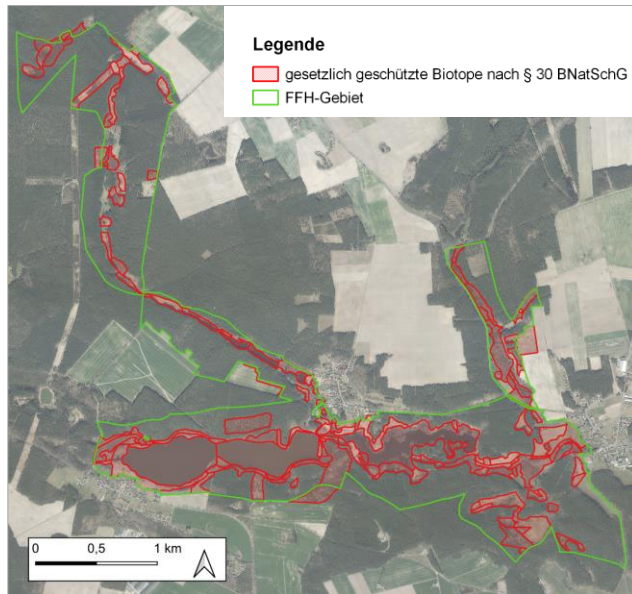 Legende
gesetzlich geschützte Biotope nach § 30 BNatSchG
FFH-Gebiet
0 0,5 1 km